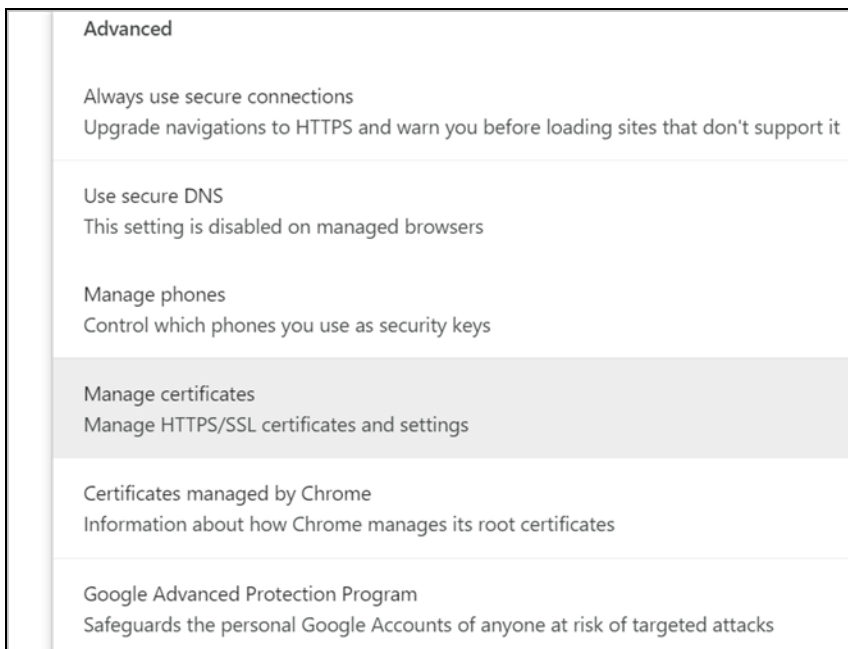 Advanced
Always use secure connections
Upgrade navigations to HTTPS and warn you before loading sites that don't support it
Use secure DNS
This setting is disabled on managed browsers
Manage phones
Control which phones you use as security keys
Manage certificates
Manage HTTPS/SSL certificates and settings
Certificates managed by Chrome
Information about how Chrome manages its root certificates
Google Advanced Protection Program
Safeguards the personal Google Accounts of anyone at risk of targeted attacks